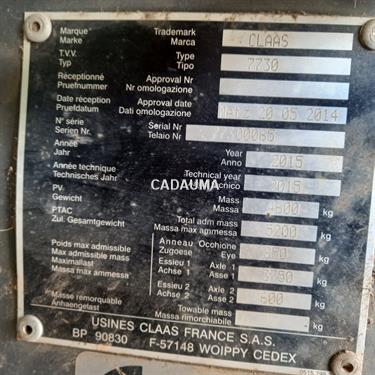 Marque Trademark CLAAS
Marke Marca
T.V.V. Type 7730
Typ Tipo
Réceptionné Approval Nr
Pruefnummer Nr omologazione
Date réception Approval date 20 05 2014
Pruefdatum Dati omologazione
N° série Serial Nr
Serien Nr. Telaio Nr
Année Year 2015
Jahr Anno
Année technique Technical year 2015
Technisches Jahr
CADAUMA
PV Mass
Gewicht Massa kg
PTAC Total adm mass 5200
Zul. Gesamtgewicht Massa max ammessa kg
Poids max admissible Anneau Occhione
Max admissible mass Zugoese Eye kg
Maximallast Essieu 1 Axle 1
Massa max ammessa Achse 1 Asse 1 kg
Essieu 2 Axle 2
Achse 2 Asse 2 kg
Masse remorquable Towable mass
Anhaengelast Massa rimorchiabile kg
USINES CLAAS FRANCE S.A.S.
BP 90830 F-57148 WOIPPY CEDEX